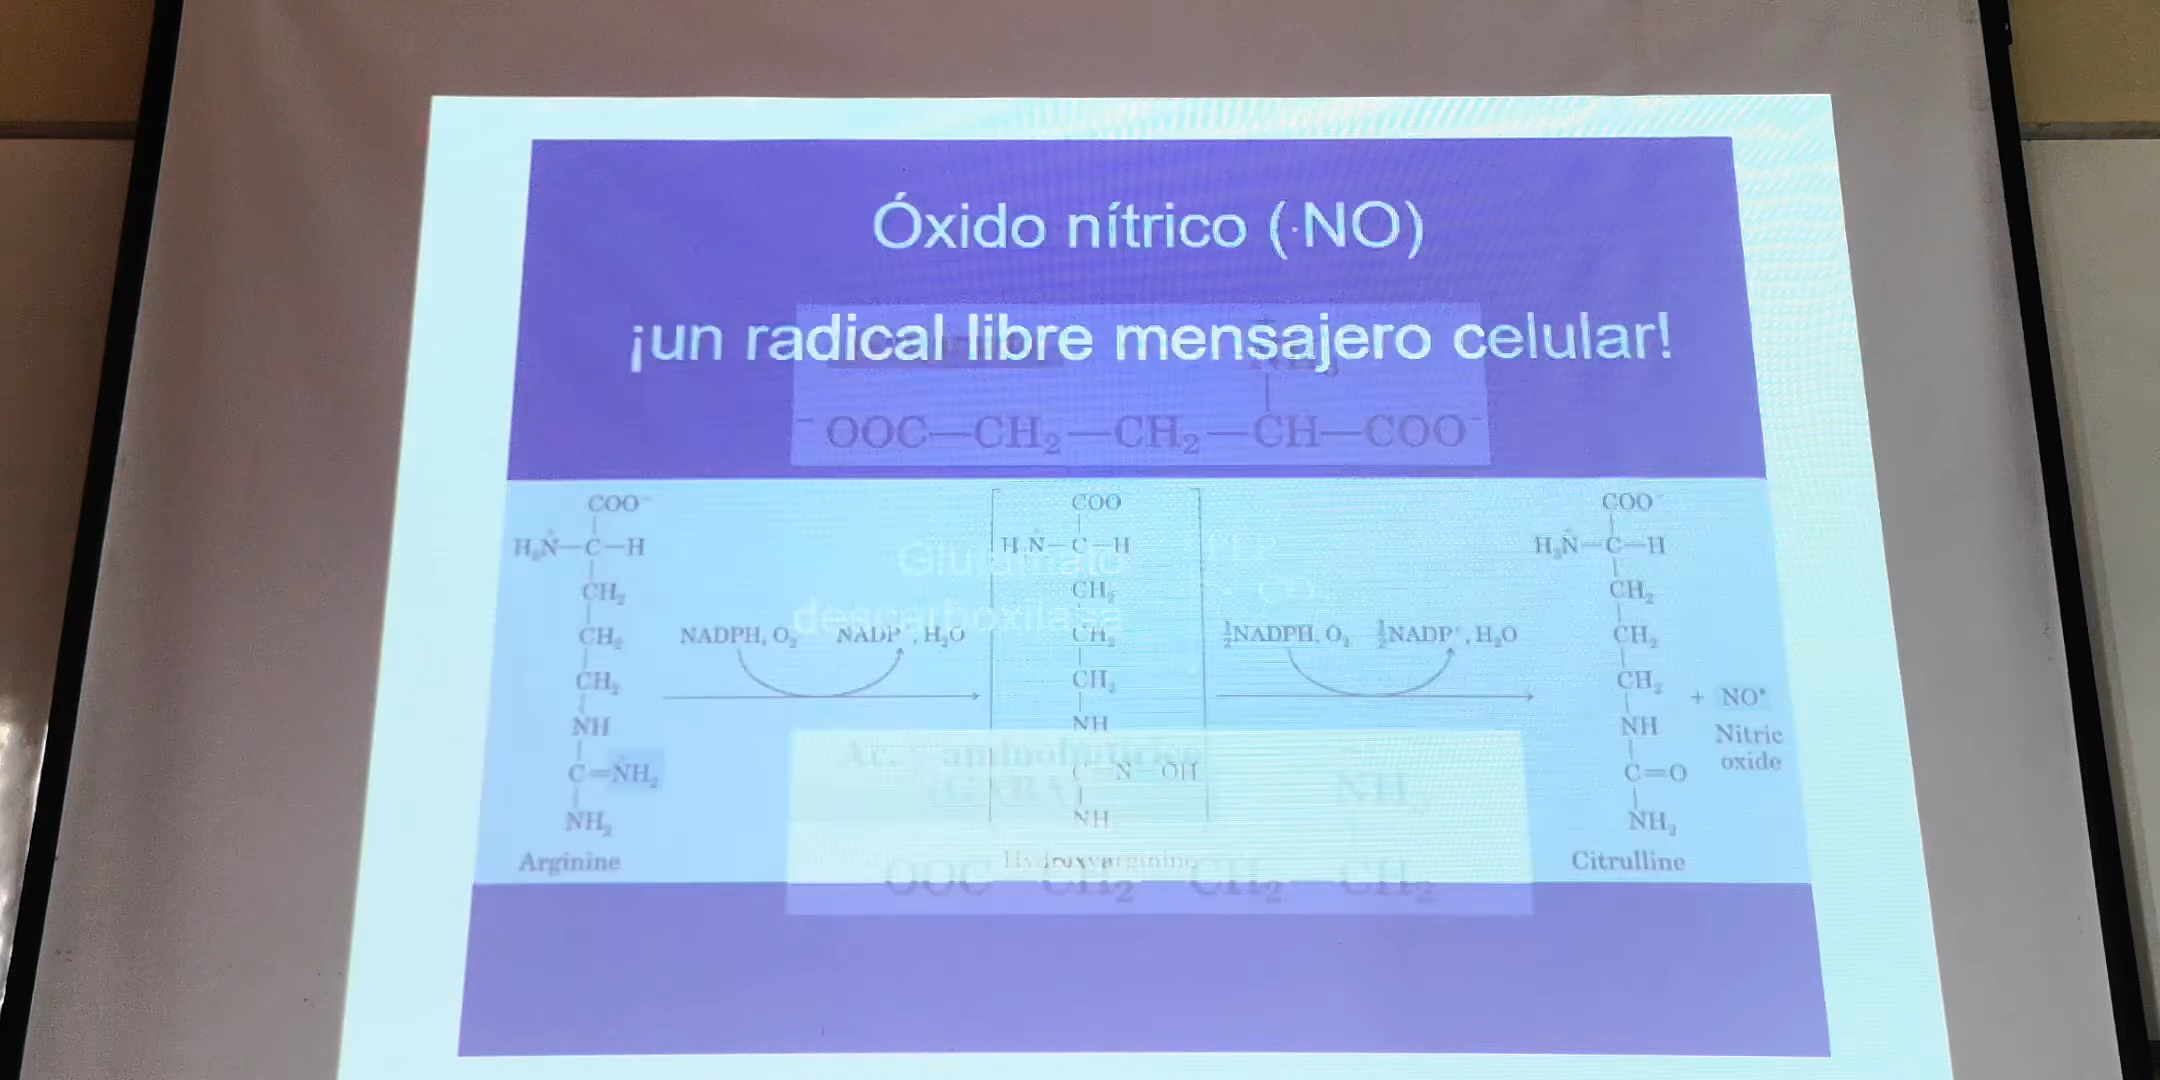 Óxido nítrico (·NO)
¡un radical libre mensajero celular!
⁻OOC—CH₂—CH₂—CH—COO⁻
COO⁻
H₃N—C—H
CH₂
CH₂
CH₂
NH
C=NH₂
NH₂
Arginine
NADPH, O₂ NADP⁺, H₂O
COO
H N—C—H
CH₂
CH₂
CH₂
NH
C=N—OH
NH
Hydroxyarginine
Glutamato
descarboxilasa
½NADPH, O₂ ½NADP⁺, H₂O
Ac. γ-aminobutírico
(GABA)
NH
OOC—CH₂—CH₂—CH₂
COO⁻
H₃N—C—H
CH₂
CH₂
CH₂
NH
C=O
NH₂
Citrulline
+ NO•
Nitric
oxide